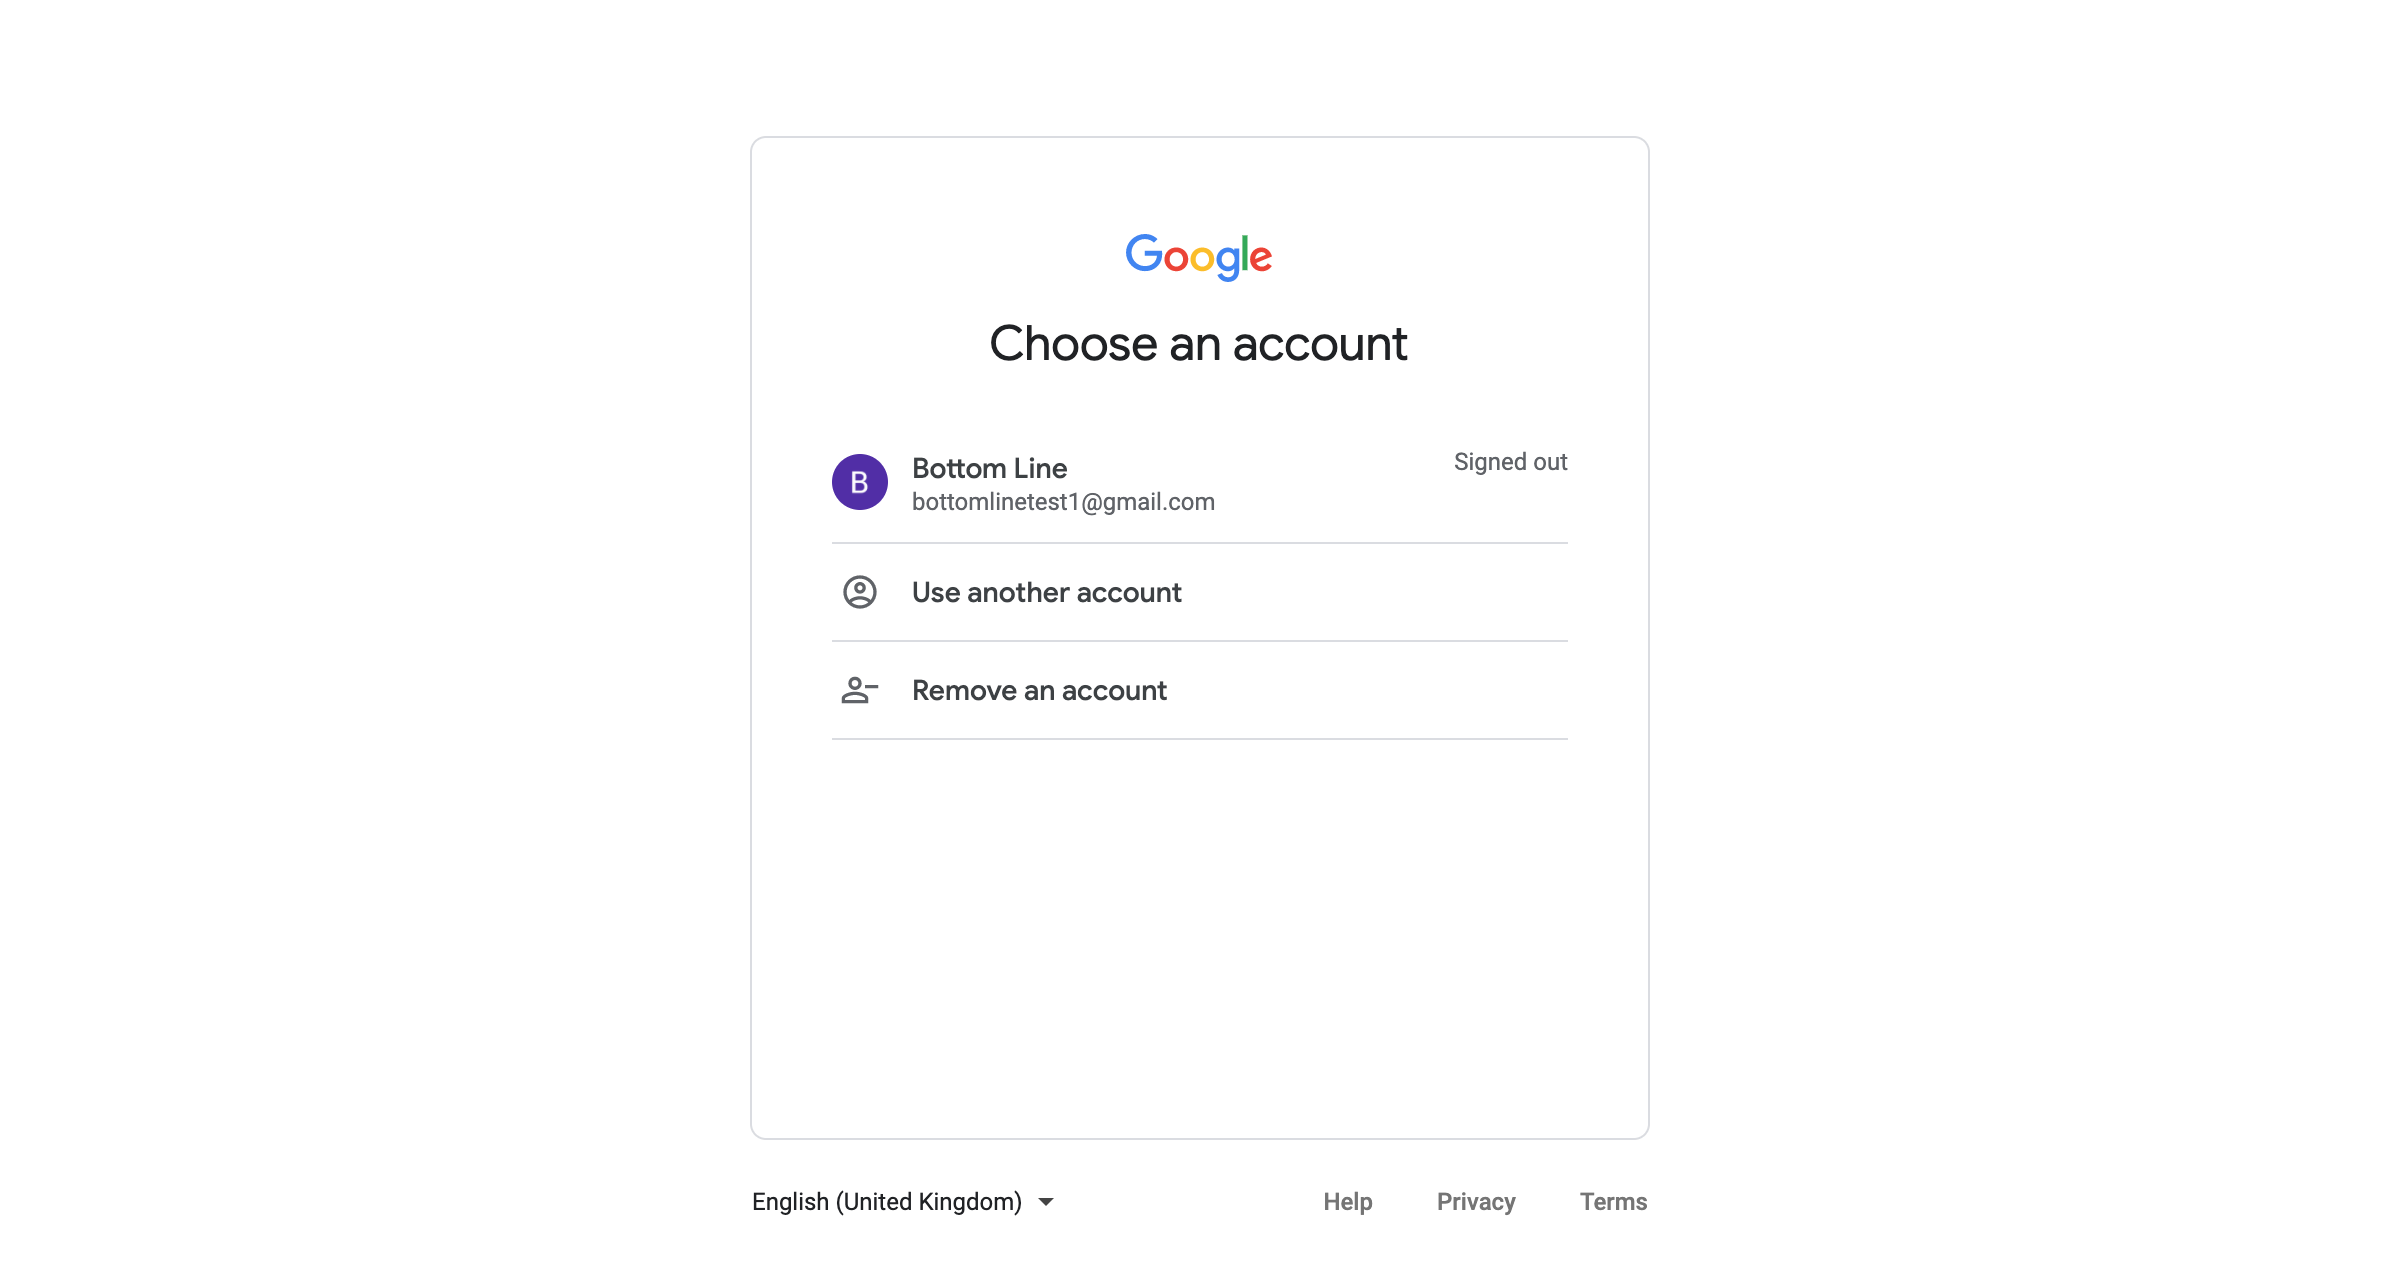 Google
Choose an account
B
Bottom Line
bottomlinetest1@gmail.com
Signed out
Use another account
Remove an account
English (United Kingdom)
Help
Privacy
Terms